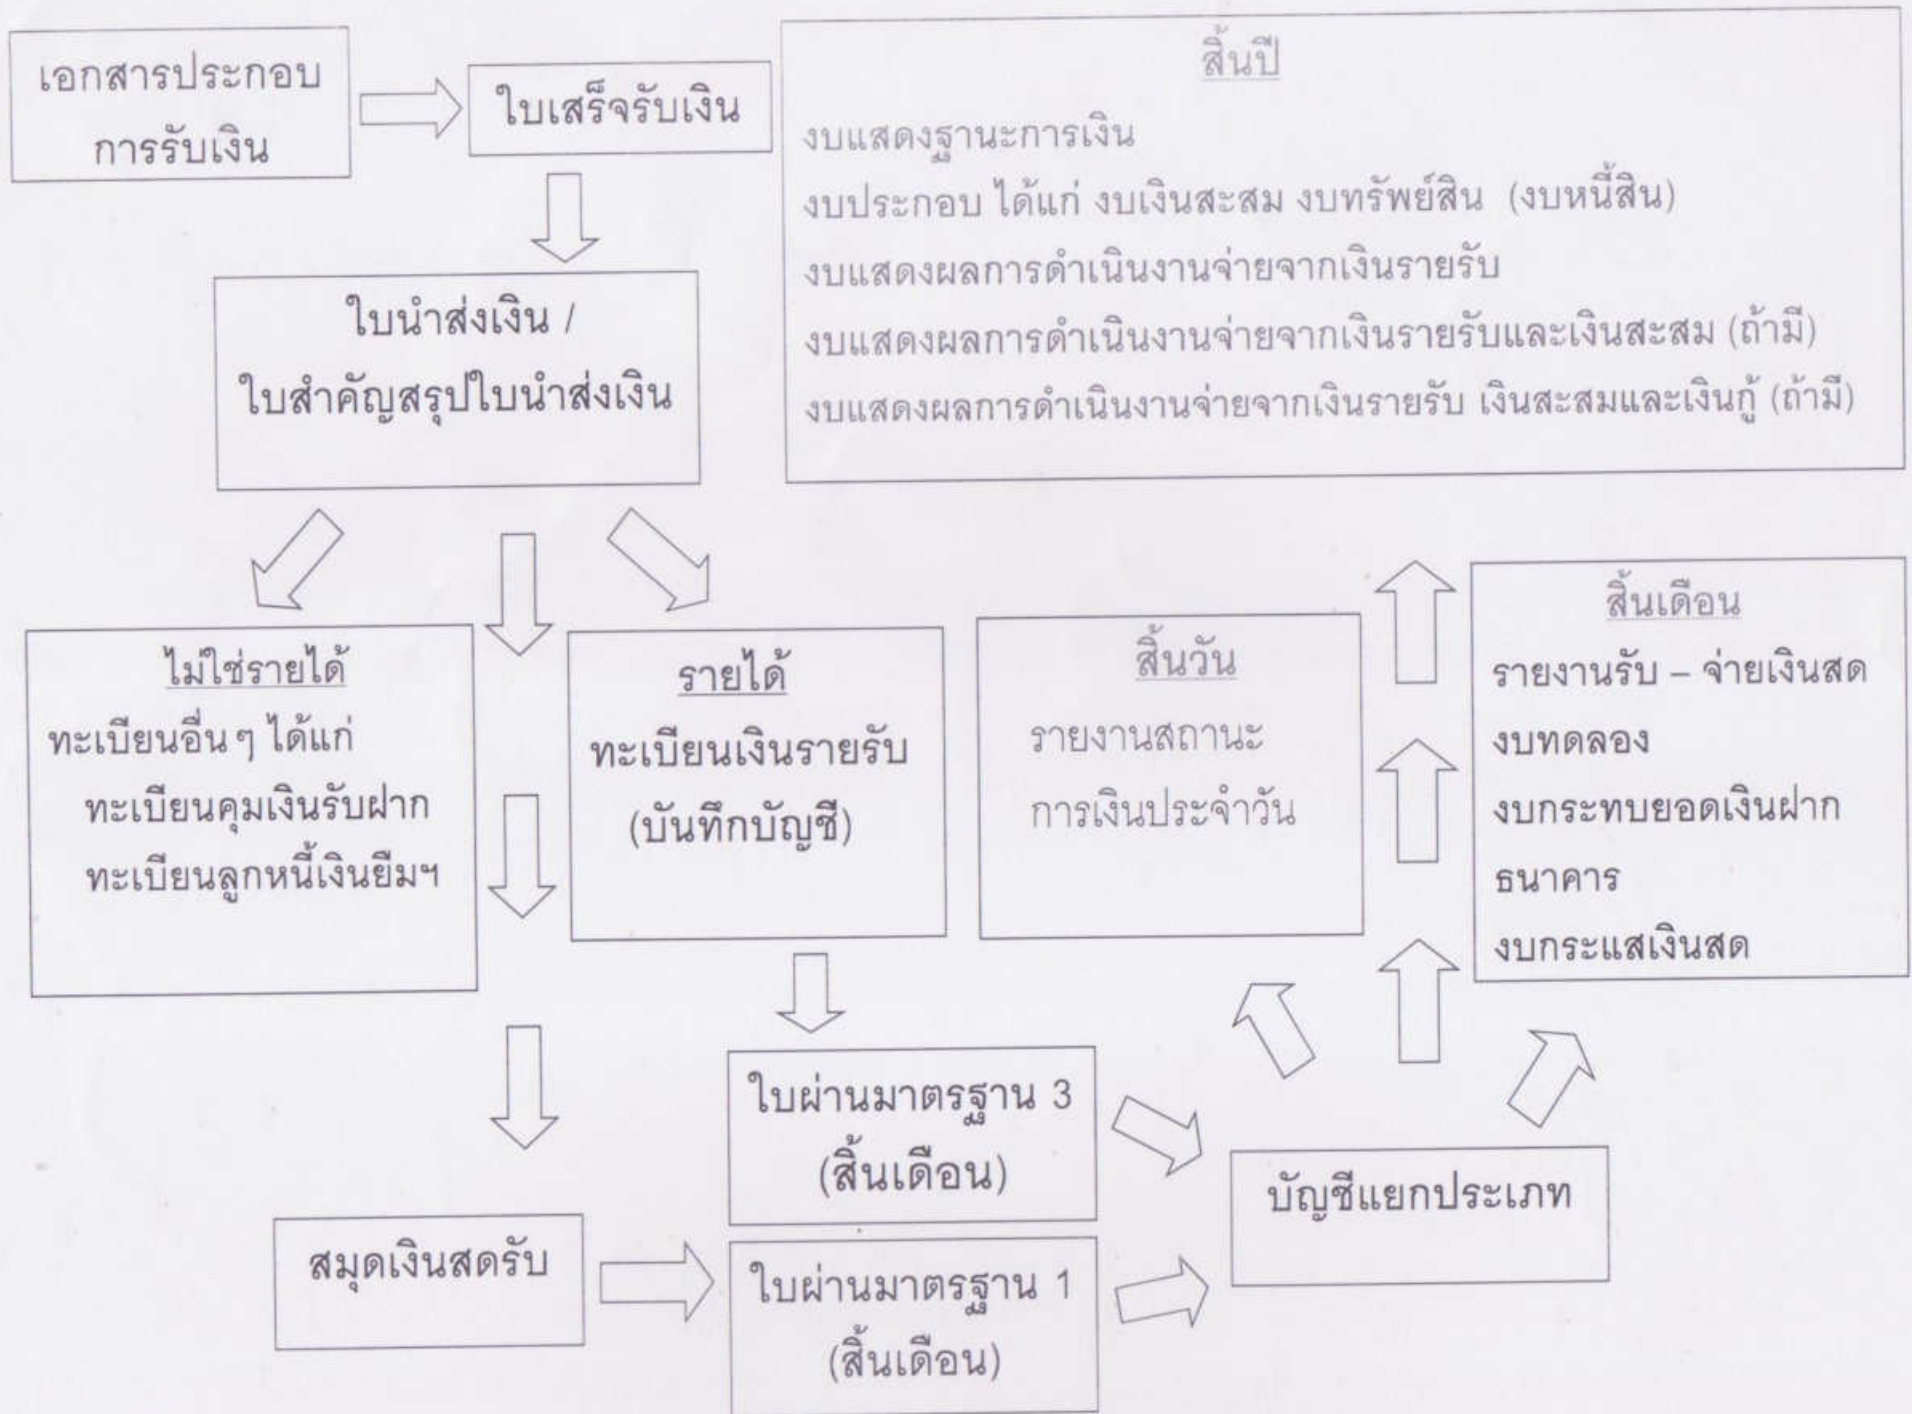 เอกสารประกอบ
การรับเงิน
ใบเสร็จรับเงิน
สิ้นปี
งบแสดงฐานะการเงิน
งบประกอบ ได้แก่ งบเงินสะสม งบทรัพย์สิน (งบหนี้สิน)
งบแสดงผลการดำเนินงานจ่ายจากเงินรายรับ
งบแสดงผลการดำเนินงานจ่ายจากเงินรายรับและเงินสะสม (ถ้ามี)
งบแสดงผลการดำเนินงานจ่ายจากเงินรายรับ เงินสะสมและเงินกู้ (ถ้ามี)
ใบนำส่งเงิน /
ใบสำคัญสรุปใบนำส่งเงิน
ไม่ใช่รายได้
ทะเบียนอื่นๆ ได้แก่
ทะเบียนคุมเงินรับฝาก
ทะเบียนลูกหนี้เงินยืมฯ
รายได้
ทะเบียนเงินรายรับ
(บันทึกบัญชี)
สิ้นวัน
รายงานสถานะ
การเงินประจำวัน
สิ้นเดือน
รายงานรับ – จ่ายเงินสด
งบทดลอง
งบกระทบยอดเงินฝาก
ธนาคาร
งบกระแสเงินสด
ใบผ่านมาตรฐาน 3
(สิ้นเดือน)
บัญชีแยกประเภท
สมุดเงินสดรับ
ใบผ่านมาตรฐาน 1
(สิ้นเดือน)